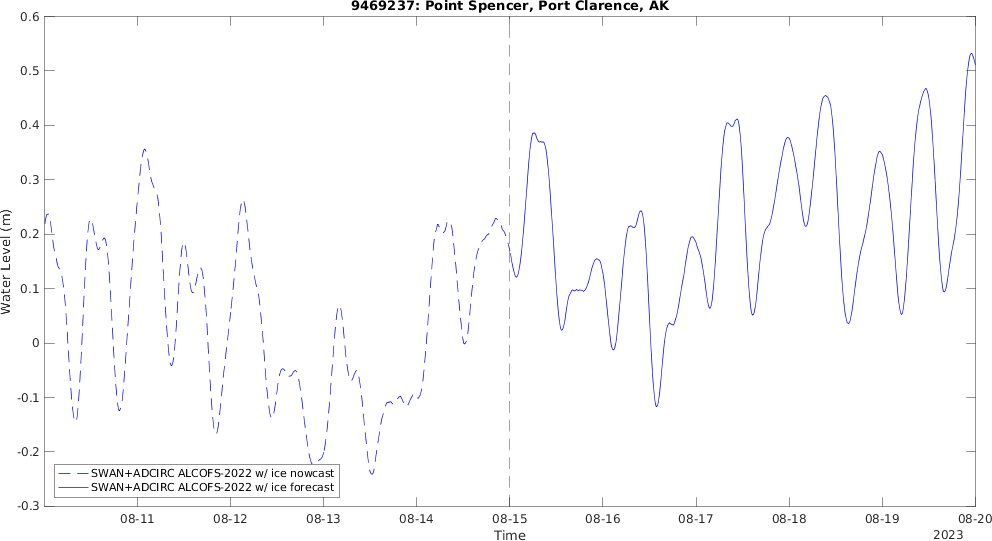 9469237: Point Spencer, Port Clarence, AK
0.6
0.5
0.4
0.3
0.2
0.1
0
-0.1
-0.2
-0.3
Water Level (m)
SWAN+ADCIRC ALCOFS-2022 w/ ice nowcast
SWAN+ADCIRC ALCOFS-2022 w/ ice forecast
08-11 08-12 08-13 08-14 08-15 08-16 08-17 08-18 08-19 08-20
Time
2023